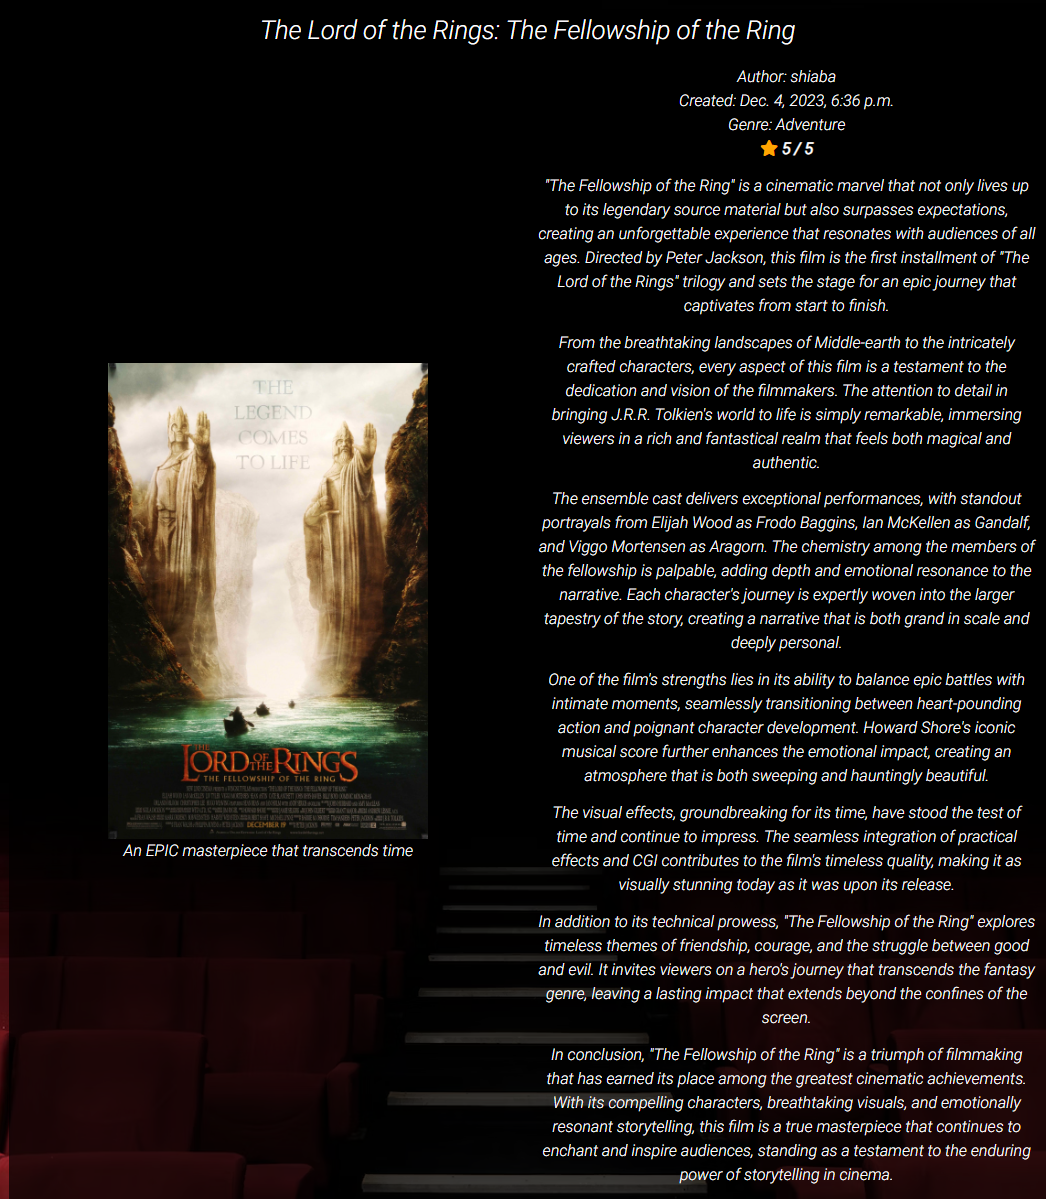 The Lord of the Rings: The Fellowship of the Ring
Author: shiaba
Created: Dec. 4, 2023, 6:36 p.m.
Genre: Adventure
5 / 5
"The Fellowship of the Ring" is a cinematic marvel that not only lives up
to its legendary source material but also surpasses expectations,
creating an unforgettable experience that resonates with audiences of all
ages. Directed by Peter Jackson, this film is the first installment of "The
Lord of the Rings" trilogy and sets the stage for an epic journey that
captivates from start to finish.
From the breathtaking landscapes of Middle-earth to the intricately
crafted characters, every aspect of this film is a testament to the
dedication and vision of the filmmakers. The attention to detail in
bringing J.R.R. Tolkien's world to life is simply remarkable, immersing
viewers in a rich and fantastical realm that feels both magical and
authentic.
The ensemble cast delivers exceptional performances, with standout
portrayals from Elijah Wood as Frodo Baggins, Ian McKellen as Gandalf,
and Viggo Mortensen as Aragorn. The chemistry among the members of
the fellowship is palpable, adding depth and emotional resonance to the
narrative. Each character's journey is expertly woven into the larger
tapestry of the story, creating a narrative that is both grand in scale and
deeply personal.
One of the film's strengths lies in its ability to balance epic battles with
intimate moments, seamlessly transitioning between heart-pounding
action and poignant character development. Howard Shore's iconic
musical score further enhances the emotional impact, creating an
atmosphere that is both sweeping and hauntingly beautiful.
The visual effects, groundbreaking for its time, have stood the test of
time and continue to impress. The seamless integration of practical
effects and CGI contributes to the film's timeless quality, making it as
visually stunning today as it was upon its release.
In addition to its technical prowess, "The Fellowship of the Ring" explores
timeless themes of friendship, courage, and the struggle between good
and evil. It invites viewers on a hero's journey that transcends the fantasy
genre, leaving a lasting impact that extends beyond the confines of the
screen.
In conclusion, "The Fellowship of the Ring" is a triumph of filmmaking
that has earned its place among the greatest cinematic achievements.
With its compelling characters, breathtaking visuals, and emotionally
resonant storytelling, this film is a true masterpiece that continues to
enchant and inspire audiences, standing as a testament to the enduring
power of storytelling in cinema.
THE
LEGEND
COMES
TO LIFE
THE
LORD OF THE RINGS
THE FELLOWSHIP OF THE RING
DECEMBER 19
An EPIC masterpiece that transcends time